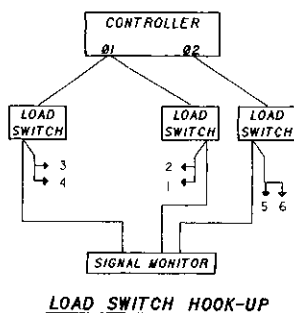 CONTROLLER
Ø1 Ø2
LOAD SWITCH
LOAD SWITCH
LOAD SWITCH
3
4
2
1
5 6
SIGNAL MONITOR
LOAD SWITCH HOOK-UP